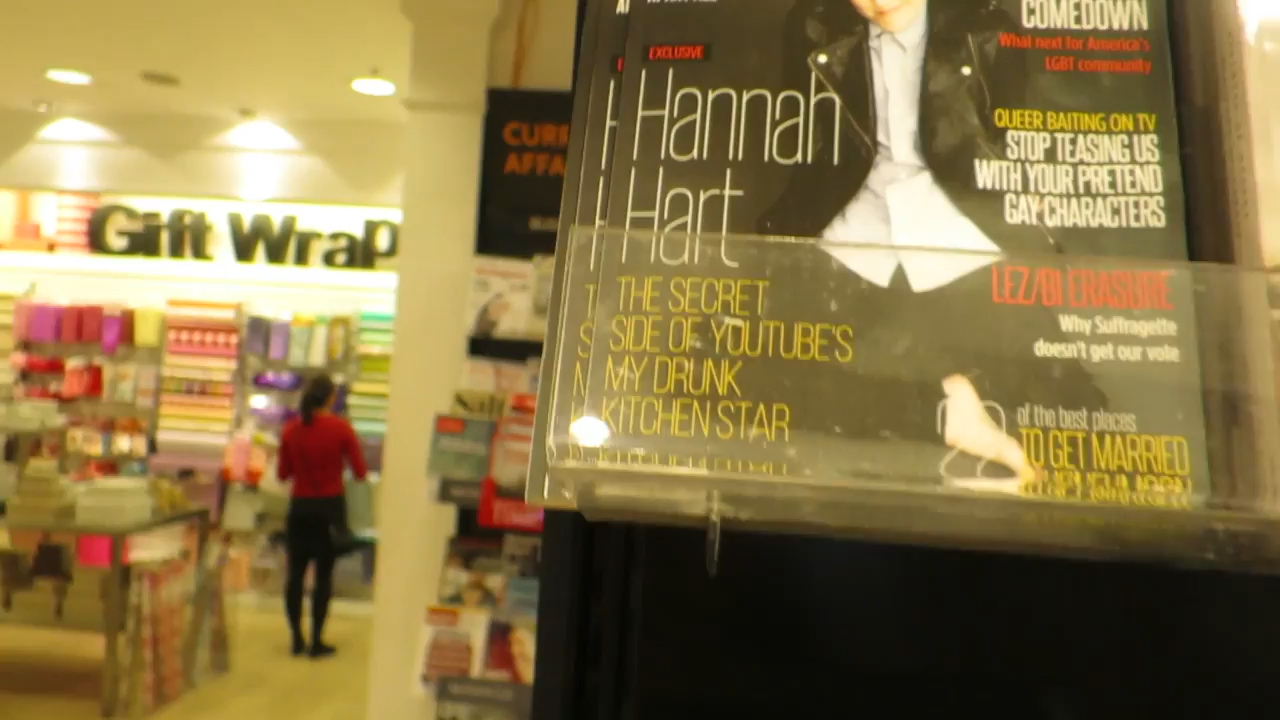 COMEDOWN
What next for America's
LGBT community
EXCLUSIVE
Hannah
Hart
QUEER BAITING ON TV
STOP TEASING US
WITH YOUR PRETEND
GAY CHARACTERS
THE SECRET
SIDE OF YOUTUBE'S
MY DRUNK
KITCHEN STAR
LEZ/BI ERASURE
Why Suffragette
doesn't get our vote
of the best places
TO GET MARRIED
Gift Wrap